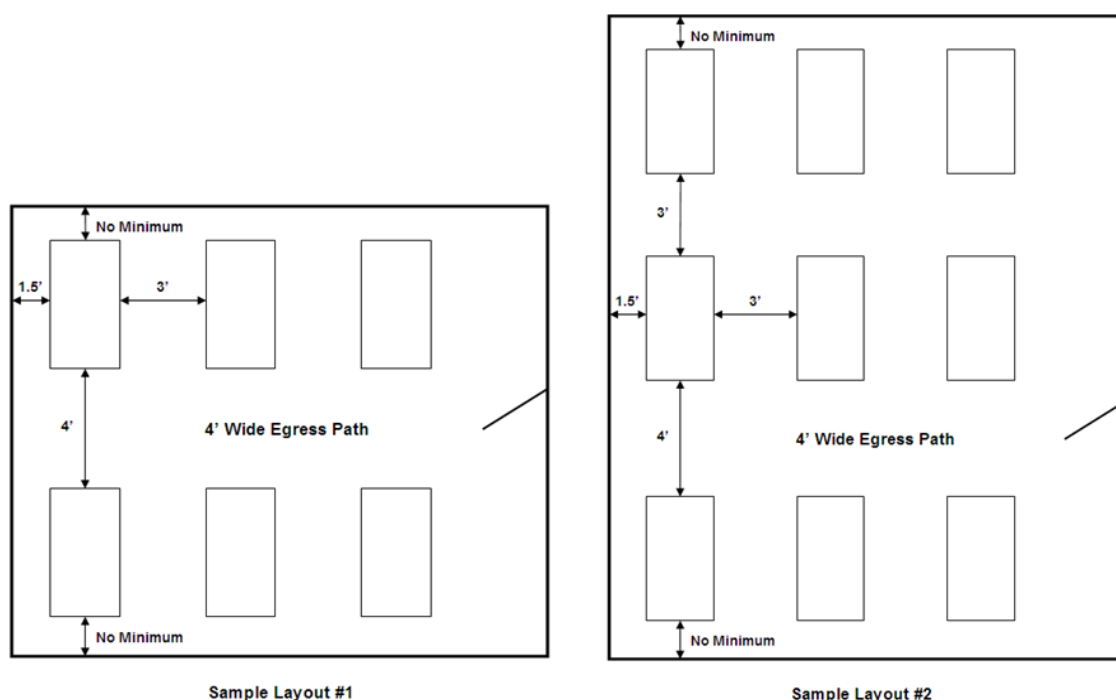 No Minimum
1.5'
3'
4'
4' Wide Egress Path
No Minimum
Sample Layout #1
No Minimum
3'
1.5'
3'
4'
4' Wide Egress Path
No Minimum
Sample Layout #2